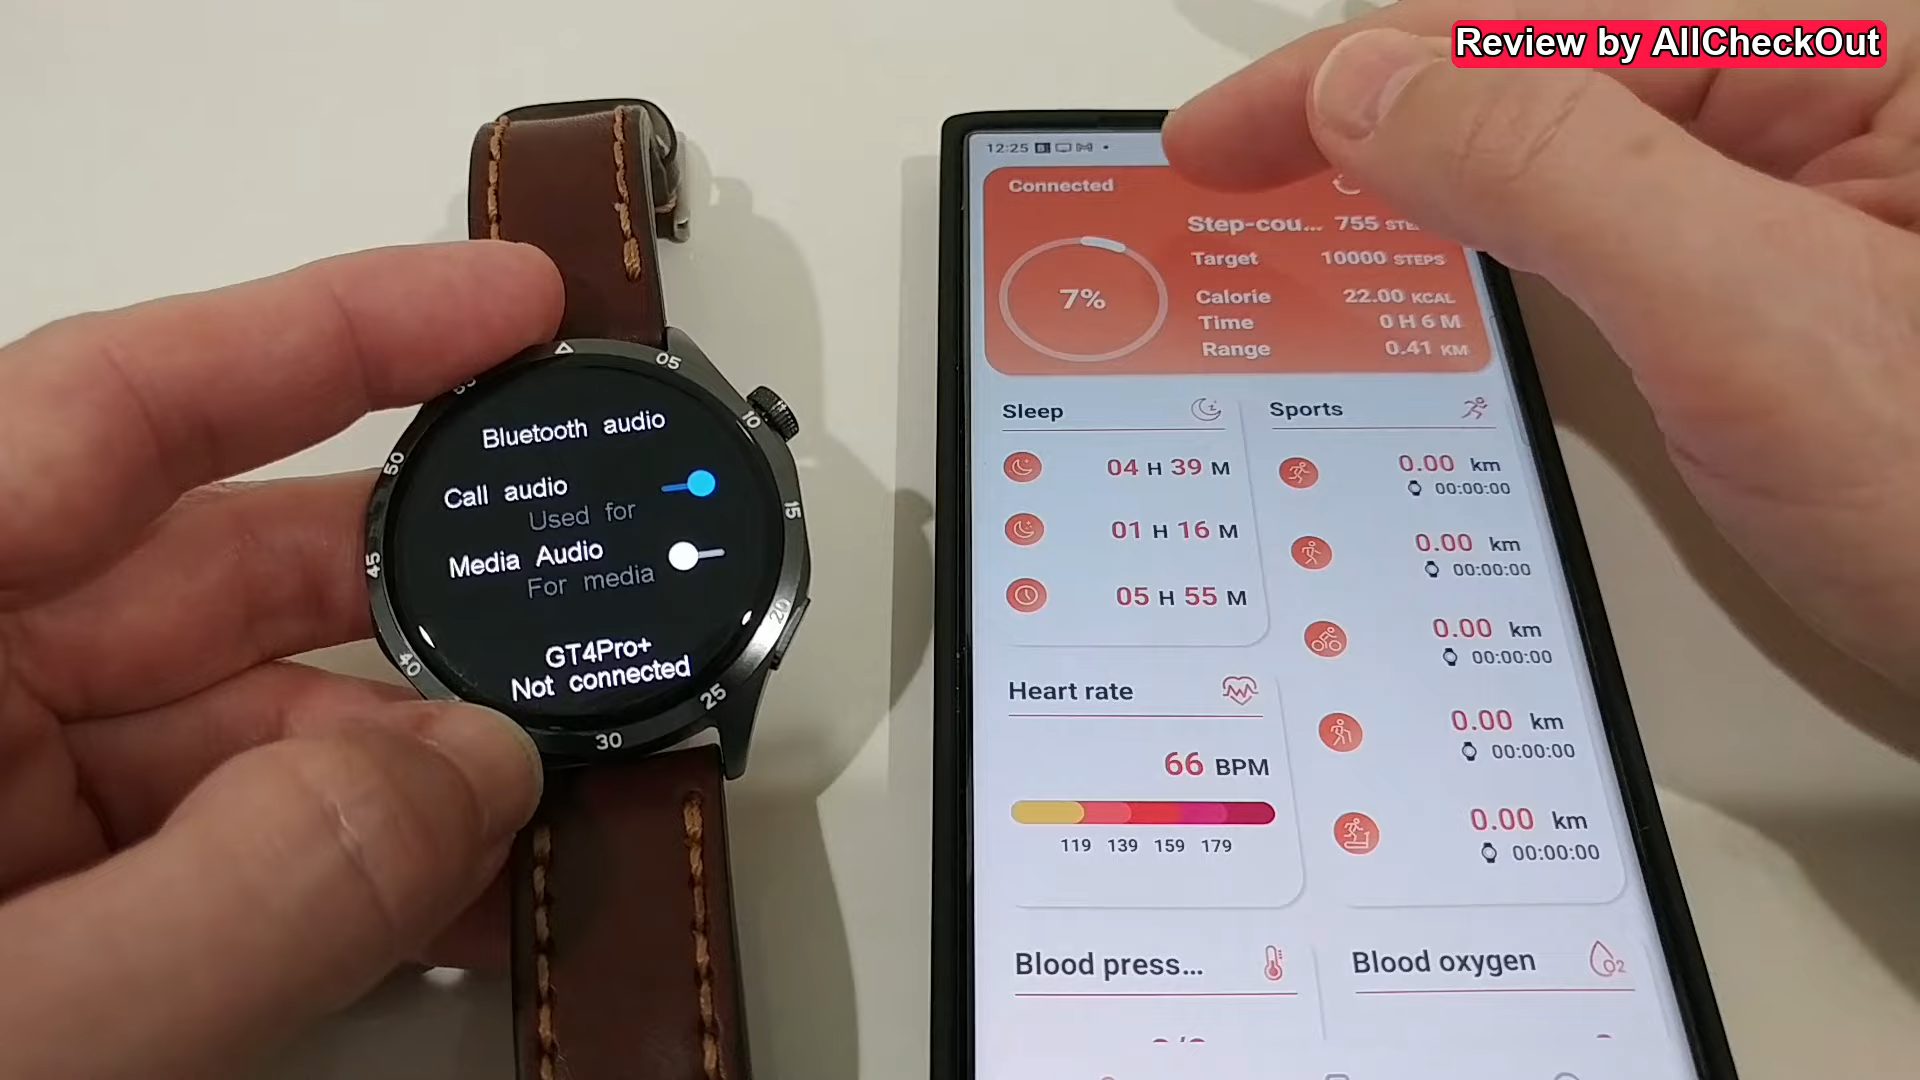 Review by AllCheckOut
05
10
15
20
25
30
40
45
50
55
Bluetooth audio
Call audio
Used for
Media Audio
For media
GT4Pro+
Not connected
12:25
Connected
Step-cou... 755
7%
Target 10000 STEPS
Calorie 22.00 KCAL
Time 0 H 6 M
Range 0.41 KM
Sleep
04 H 39 M
01 H 16 M
05 H 55 M
Sports
0.00 km
00:00:00
0.00 km
00:00:00
0.00 km
00:00:00
0.00 km
00:00:00
0.00 km
00:00:00
Heart rate
66 BPM
119 139 159 179
Blood press...
Blood oxygen
O2